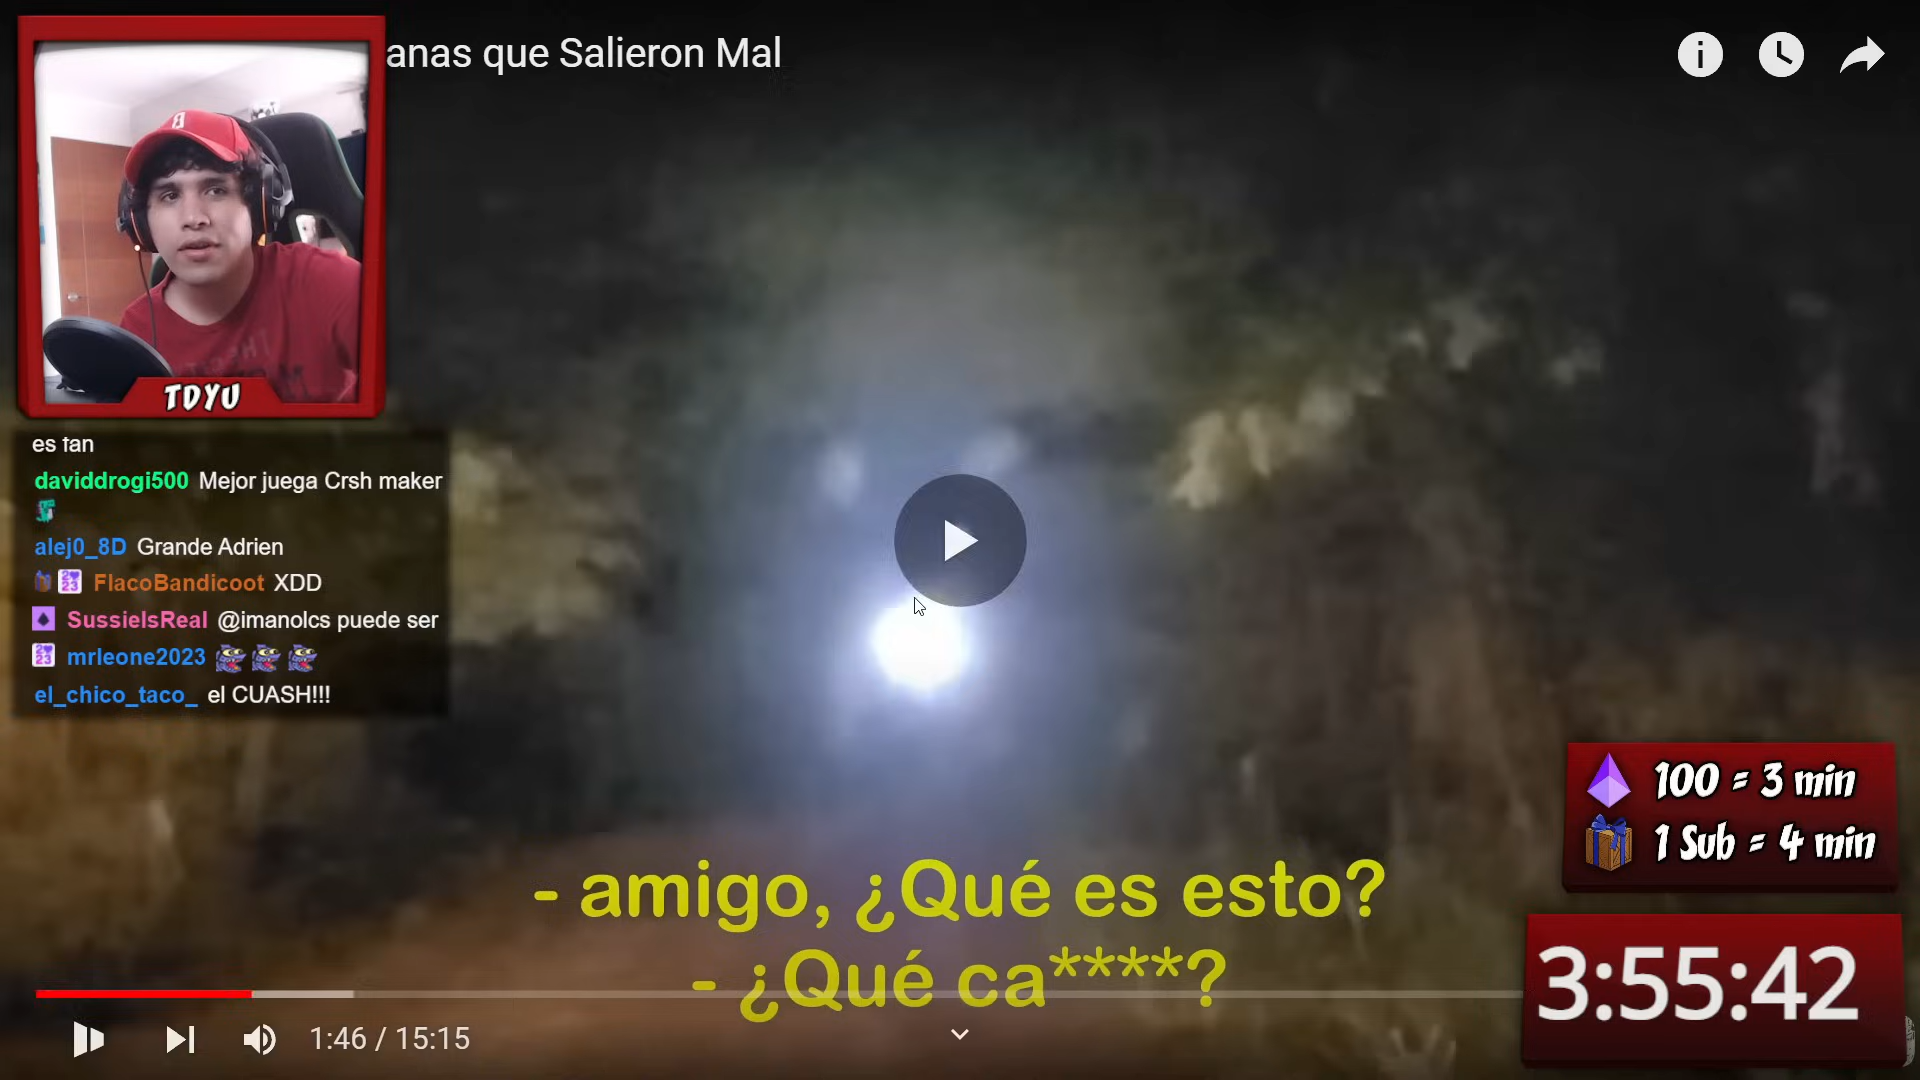 anas que Salieron Mal
TDYU
es fan
daviddrogi500 Mejor juega Crsh maker
alej0_8D Grande Adrien
FlacoBandicoot XDD
SussieIsReal @imanolcs puede ser
mrleone2023
el_chico_taco_ el CUASH!!!
100 = 3 min
1 Sub = 4 min
- amigo, ¿Qué es esto?
- ¿Qué ca****?
3:55:42
1:46 / 15:15